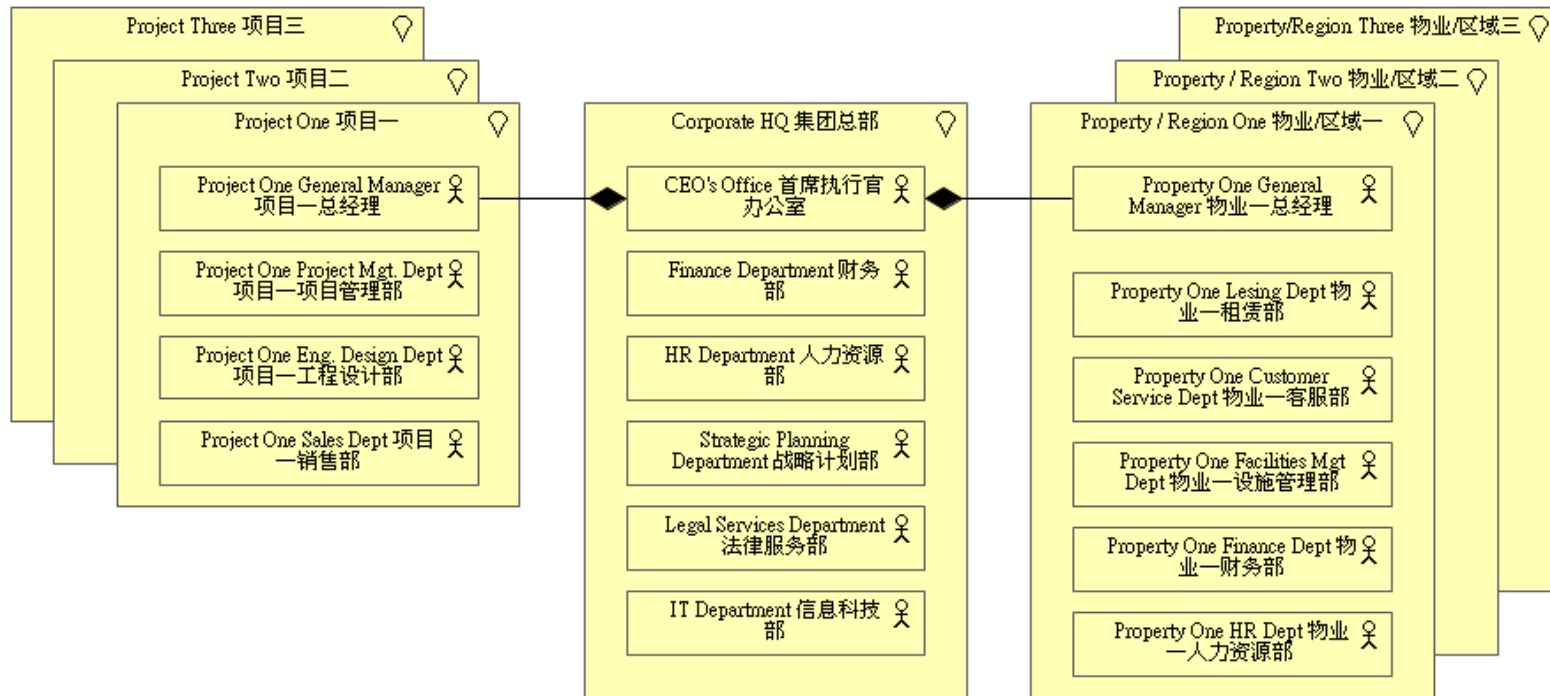 Project Three 项目三
Project Two 项目二
Project One 项目一
Project One General Manager
项目一总经理
Project One Project Mgt. Dept
项目一项目管理部
Project One Eng. Design Dept
项目一工程设计部
Project One Sales Dept 项目
一销售部
Corporate HQ 集团总部
CEO's Office 首席执行官
办公室
Finance Department 财务
部
HR Department 人力资源
部
Strategic Planning
Department 战略计划部
Legal Services Department
法律服务部
IT Department 信息科技
部
Property/Region Three 物业/区域三
Property / Region Two 物业/区域二
Property / Region One 物业/区域一
Property One General
Manager 物业一总经理
Property One Lesing Dept 物
业一租赁部
Property One Customer
Service Dept 物业一客服部
Property One Facilities Mgt
Dept 物业一设施管理部
Property One Finance Dept 物
业一财务部
Property One HR Dept 物业
一人力资源部